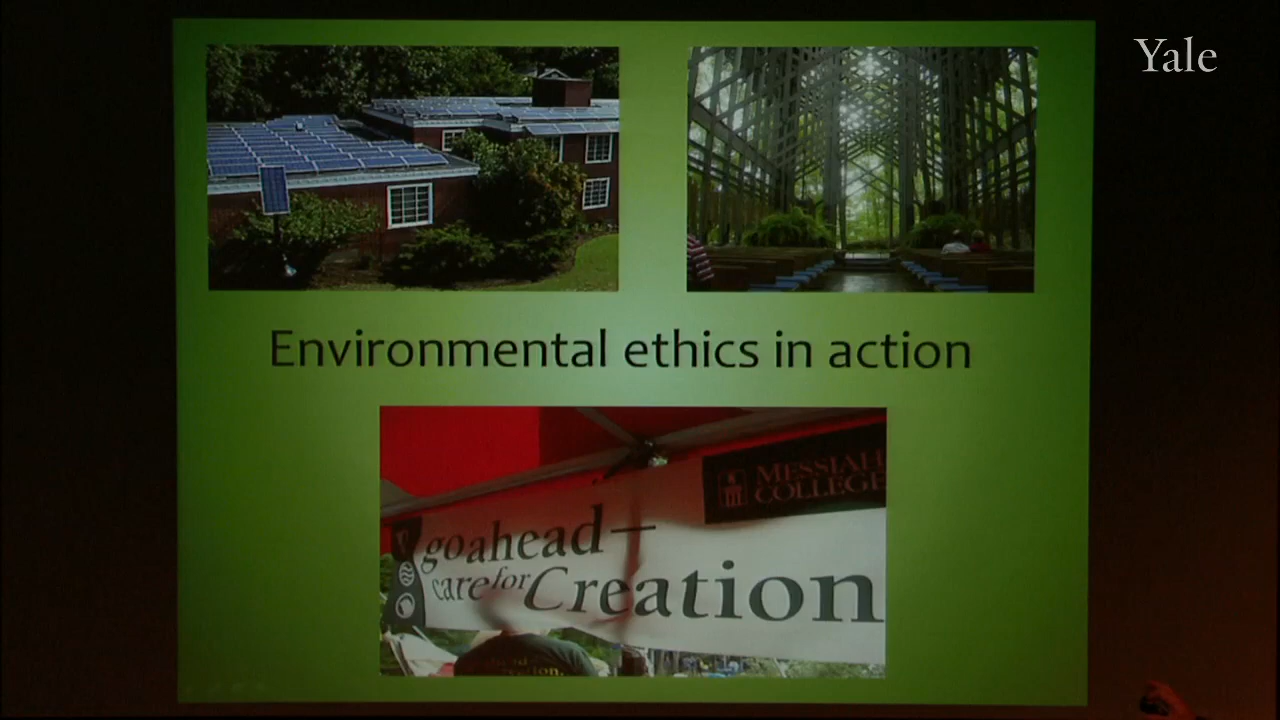 Yale
Environmental ethics in action
MESSIAH
COLLEGE
goahead—
care for Creation